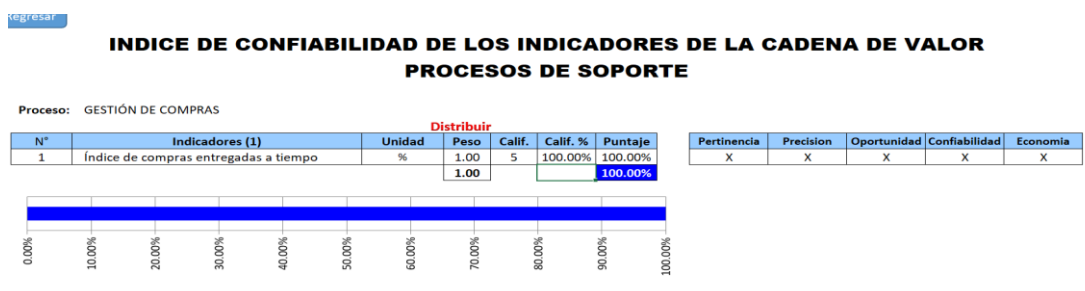 Regresar
INDICE DE CONFIABILIDAD DE LOS INDICADORES DE LA CADENA DE VALOR
PROCESOS DE SOPORTE
Proceso: GESTIÓN DE COMPRAS
Distribuir
N° Indicadores (1) Unidad Peso Calif. Calif. % Puntaje Pertinencia Precision Oportunidad Confiabilidad Economia
1 Índice de compras entregadas a tiempo % 1.00 5 100.00% 100.00% X X X X X
1.00 100.00%
0.00% 10.00% 20.00% 30.00% 40.00% 50.00% 60.00% 70.00% 80.00% 90.00% 100.00%